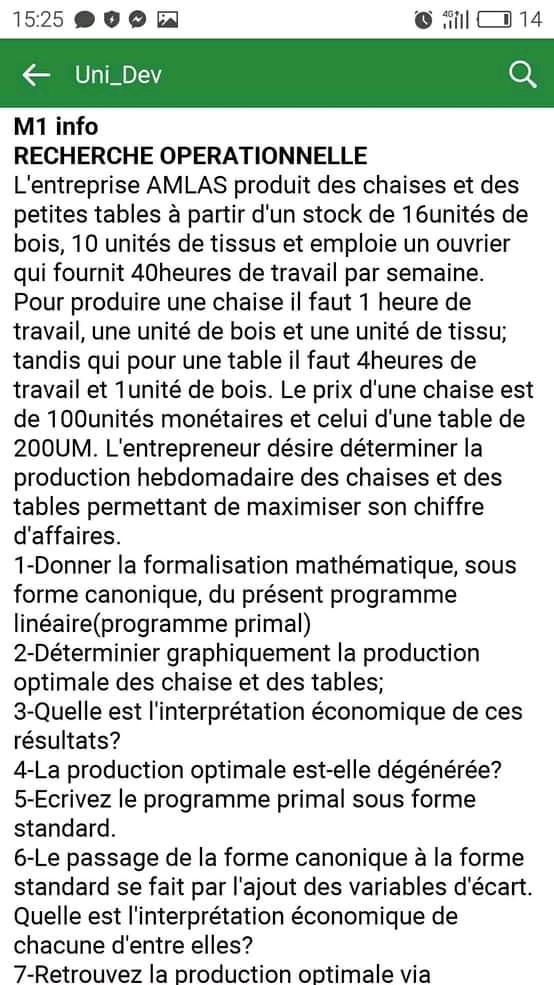 15:25
4G
14
Uni_Dev
M1 info
RECHERCHE OPERATIONNELLE
L'entreprise AMLAS produit des chaises et des
petites tables à partir d'un stock de 16unités de
bois, 10 unités de tissus et emploie un ouvrier
qui fournit 40heures de travail par semaine.
Pour produire une chaise il faut 1 heure de
travail, une unité de bois et une unité de tissu;
tandis qui pour une table il faut 4heures de
travail et 1unité de bois. Le prix d'une chaise est
de 100unités monétaires et celui d'une table de
200UM. L'entrepreneur désire déterminer la
production hebdomadaire des chaises et des
tables permettant de maximiser son chiffre
d'affaires.
1-Donner la formalisation mathématique, sous
forme canonique, du présent programme
linéaire(programme primal)
2-Déterminier graphiquement la production
optimale des chaise et des tables;
3-Quelle est l'interprétation économique de ces
résultats?
4-La production optimale est-elle dégénérée?
5-Ecrivez le programme primal sous forme
standard.
6-Le passage de la forme canonique à la forme
standard se fait par l'ajout des variables d'écart.
Quelle est l'interprétation économique de
chacune d'entre elles?
7-Retrouvez la production optimale via